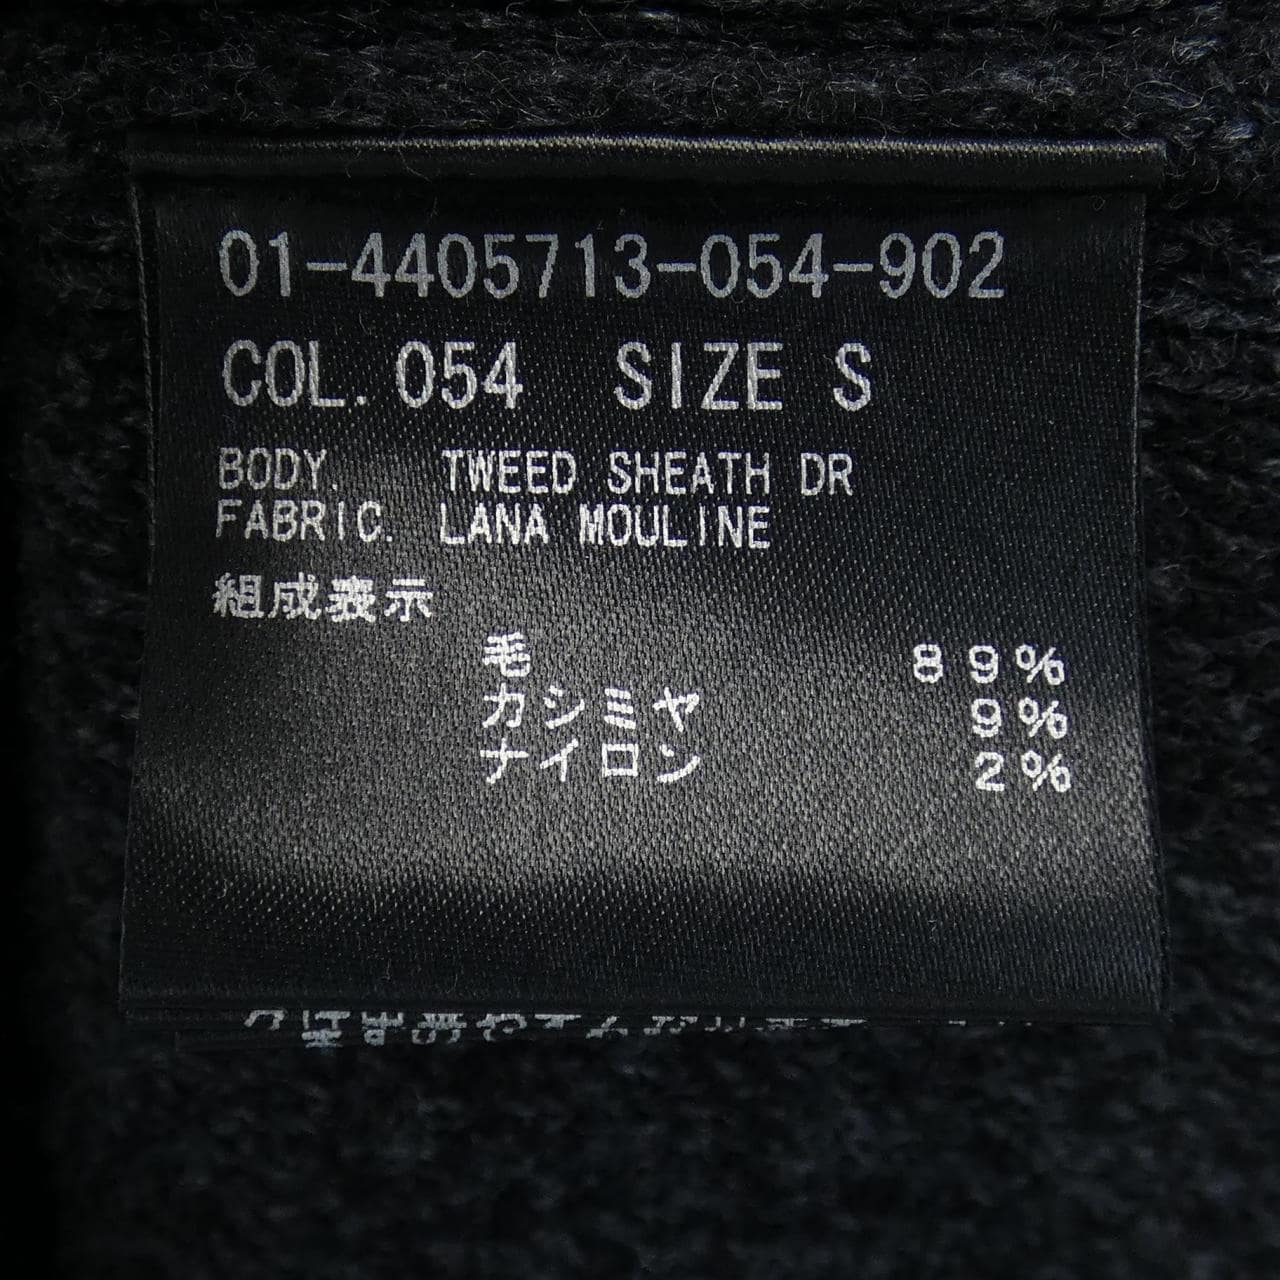 01-4405713-054-902
COL. 054 SIZE S
BODY. TWEED SHEATH DR
FABRIC. LANA MOULINE
組成表示
毛 89%
カシミヤ 9%
ナイロン 2%